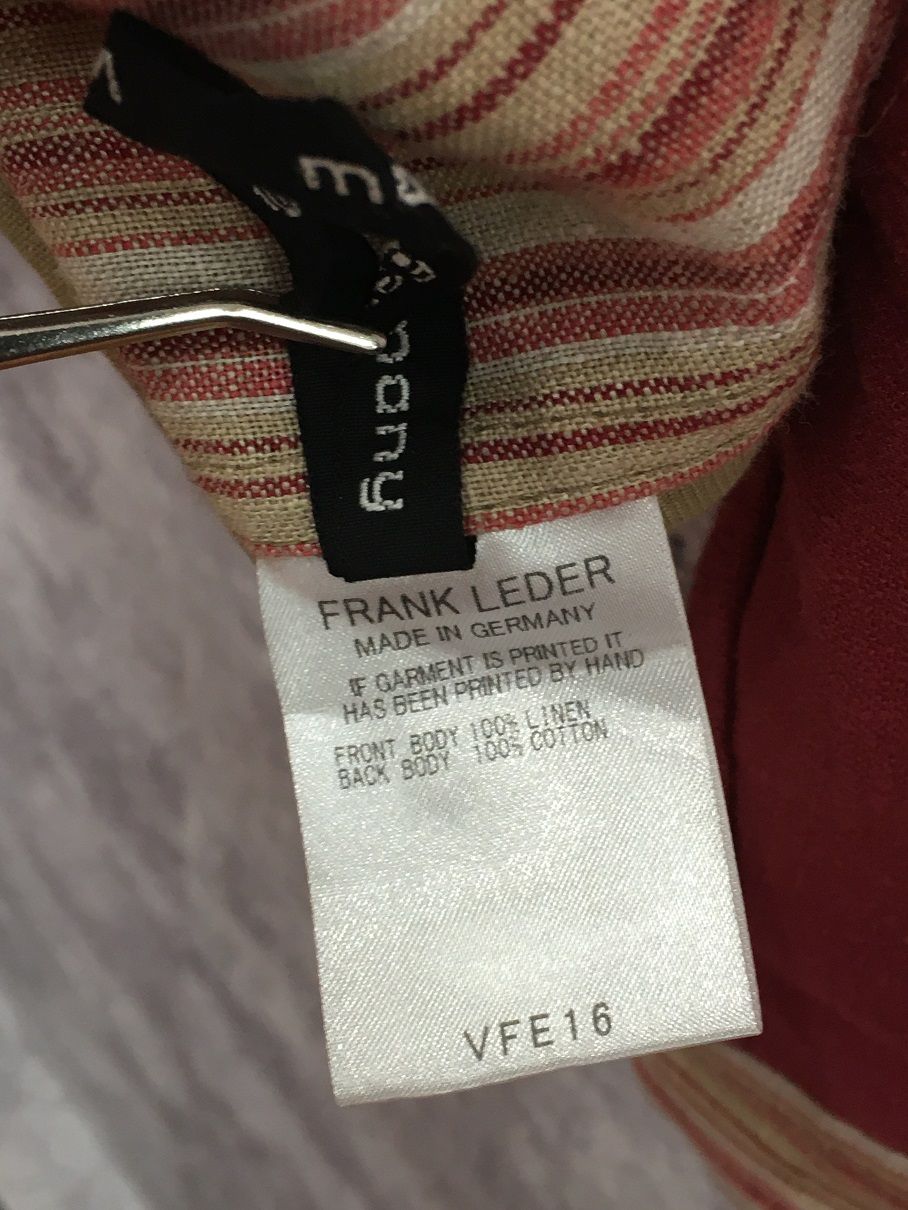 FRANK LEDER
MADE IN GERMANY
IF GARMENT IS PRINTED IT
HAS BEEN PRINTED BY HAND
FRONT BODY 100% LINEN
BACK BODY 100% COTTON
VFE16